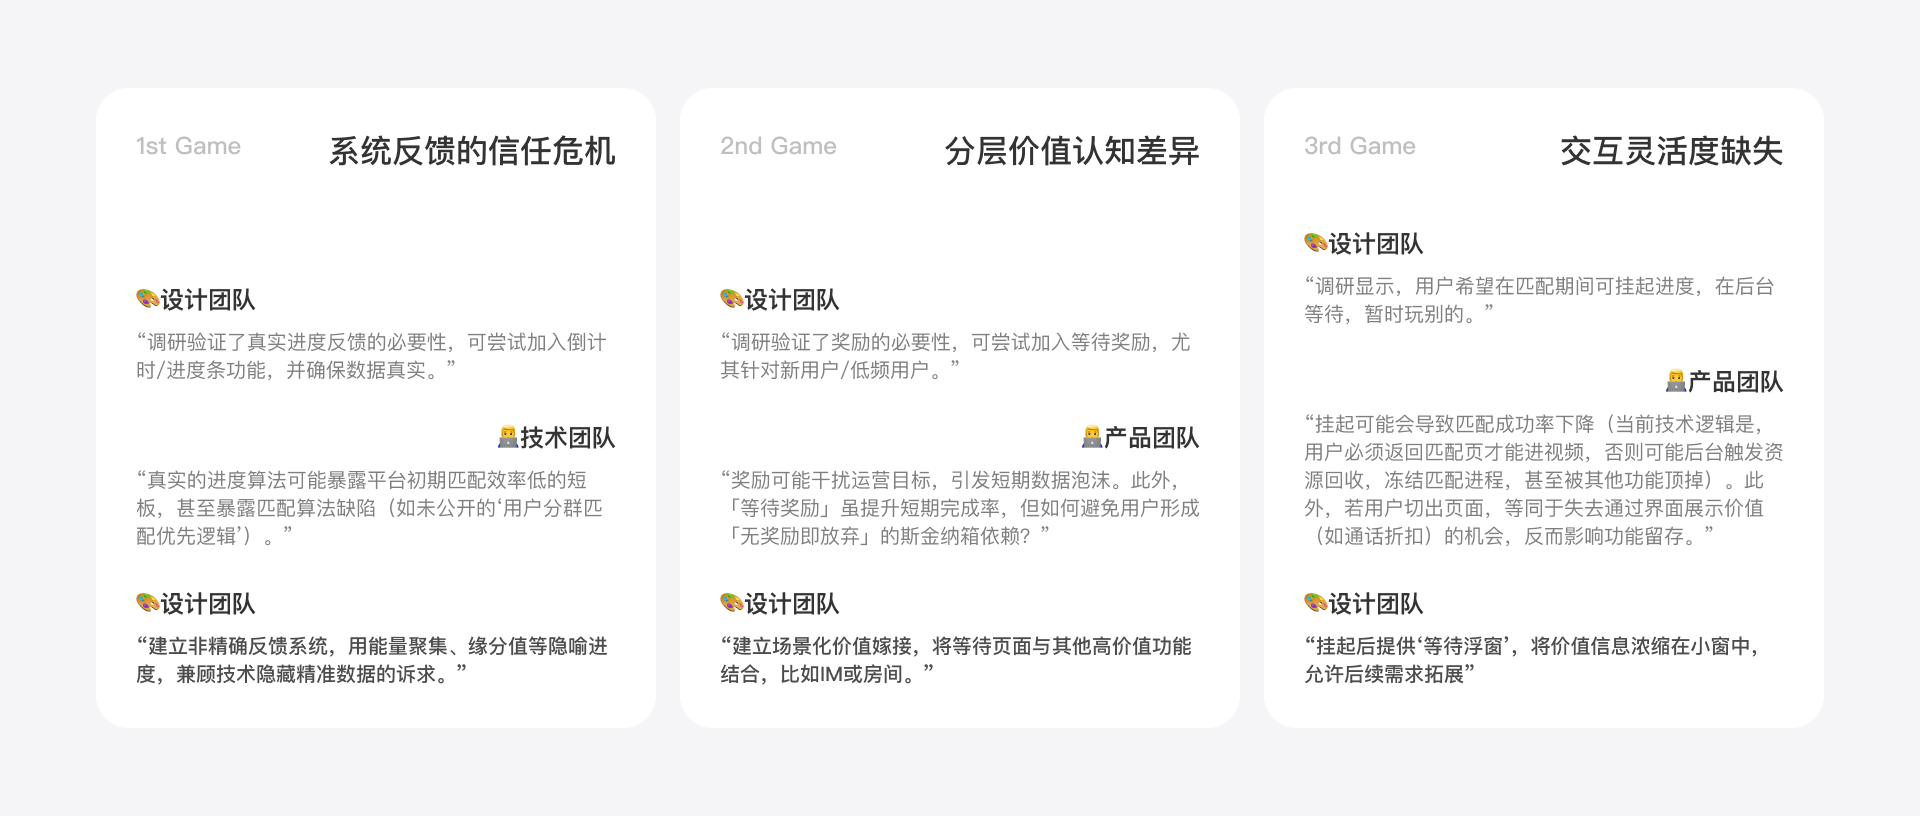 1st Game
系统反馈的信任危机
🎨设计团队
“调研验证了真实进度反馈的必要性，可尝试加入倒计
时/进度条功能，并确保数据真实。”
👨‍💻技术团队
“真实的进度算法可能暴露平台初期匹配效率低的短
板，甚至暴露匹配算法缺陷（如未公开的‘用户分群匹
配优先逻辑’）。”
🎨设计团队
“建立非精确反馈系统，用能量聚集、缘分值等隐喻进
度，兼顾技术隐藏精准数据的诉求。”
2nd Game
分层价值认知差异
🎨设计团队
“调研验证了奖励的必要性，可尝试加入等待奖励，尤
其针对新用户/低频用户。”
👨‍💻产品团队
“奖励可能干扰运营目标，引发短期数据泡沫。此外，
「等待奖励」虽提升短期完成率，但如何避免用户形成
「无奖励即放弃」的斯金纳箱依赖？”
🎨设计团队
“建立场景化价值嫁接，将等待页面与其他高价值功能
结合，比如IM或房间。”
3rd Game
交互灵活度缺失
🎨设计团队
“调研显示，用户希望在匹配期间可挂起进度，在后台
等待，暂时玩别的。”
👨‍💻产品团队
“挂起可能会导致匹配成功率下降（当前技术逻辑是，
用户必须返回匹配页才能进视频，否则可能后台触发资
源回收，冻结匹配进程，甚至被其他功能顶掉）。此
外，若用户切出页面，等同于失去通过界面展示价值
（如通话折扣）的机会，反而影响功能留存。”
🎨设计团队
“挂起后提供‘等待浮窗’，将价值信息浓缩在小窗中，
允许后续需求拓展”